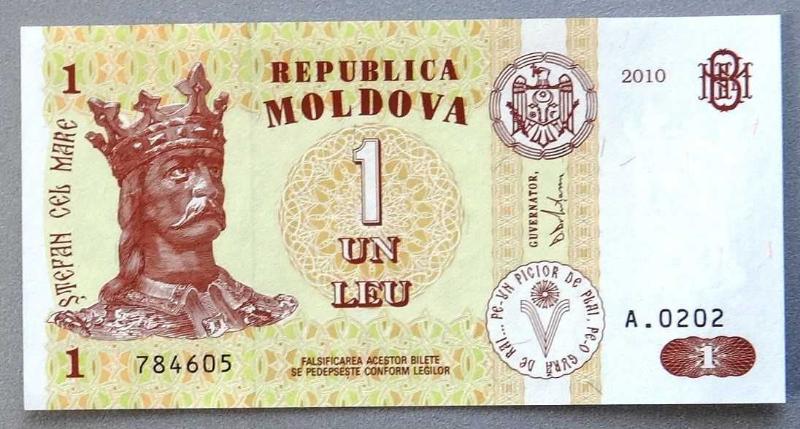 1
ȘTEFAN CEL MARE
REPUBLICA
MOLDOVA
1
UN
LEU
GUVERNATOR,
2010
PE-UN PICIOR DE PLAI, PE-O GURĂ DE RAI...
A.0202
1
1
784605
FALSIFICAREA ACESTOR BILETE
SE PEDEPSEȘTE CONFORM LEGILOR